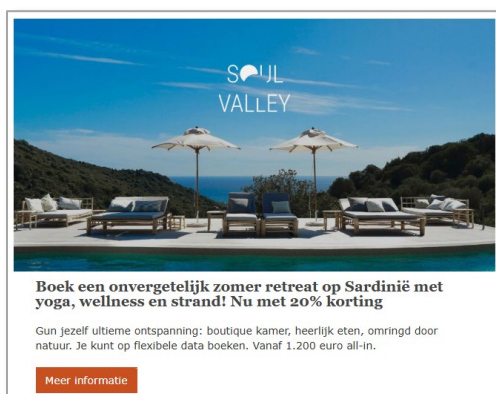 SOUL
VALLEY
Boek een onvergetelijk zomer retreat op Sardinië met
yoga, wellness en strand! Nu met 20% korting
Gun jezelf ultieme ontspanning: boutique kamer, heerlijk eten, omringd door
natuur. Je kunt op flexibele data boeken. Vanaf 1.200 euro all-in.
Meer informatie